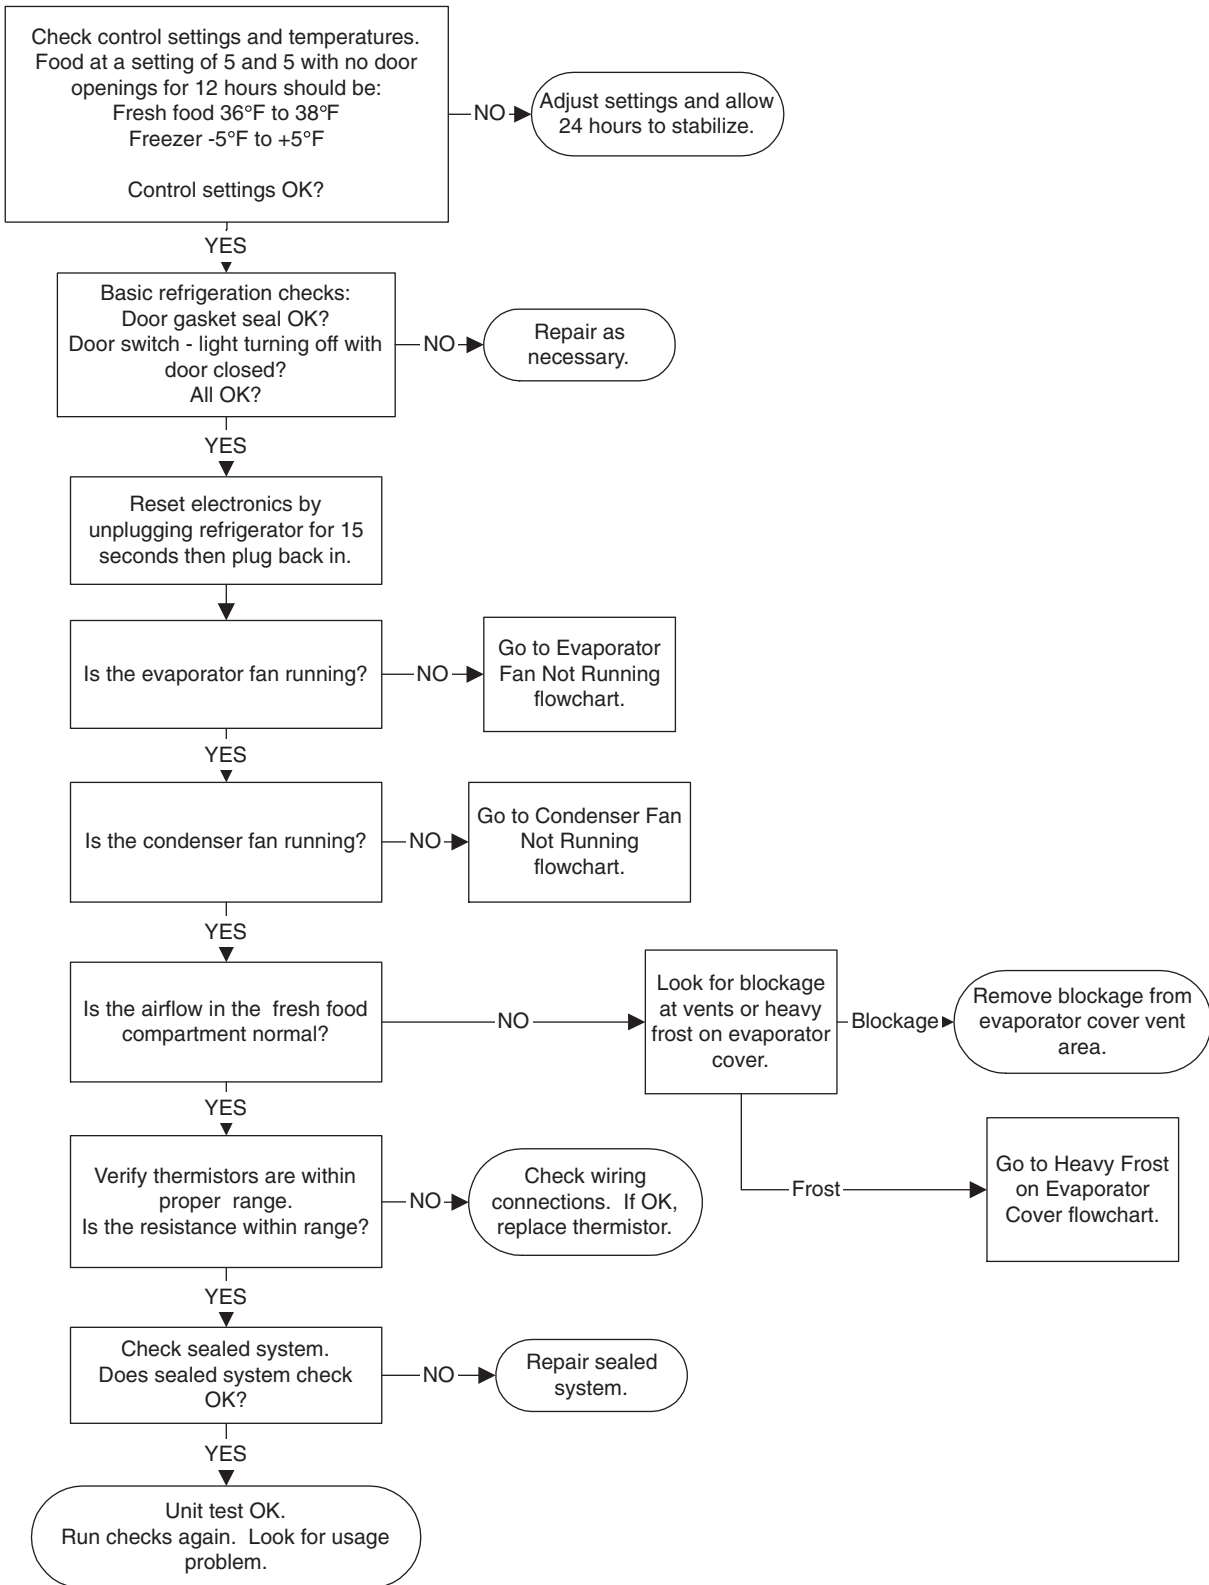 Check control settings and temperatures.
Food at a setting of 5 and 5 with no door
openings for 12 hours should be:
Fresh food 36°F to 38°F
Freezer -5°F to +5°F
Control settings OK?
NO
Adjust settings and allow
24 hours to stabilize.
YES
Basic refrigeration checks:
Door gasket seal OK?
Door switch - light turning off with
door closed?
All OK?
NO
Repair as
necessary.
YES
Reset electronics by
unplugging refrigerator for 15
seconds then plug back in.
Is the evaporator fan running?
NO
Go to Evaporator
Fan Not Running
flowchart.
YES
Is the condenser fan running?
NO
Go to Condenser Fan
Not Running
flowchart.
YES
Is the airflow in the fresh food
compartment normal?
NO
Look for blockage
at vents or heavy
frost on evaporator
cover.
Blockage
Remove blockage from
evaporator cover vent
area.
Frost
Go to Heavy Frost
on Evaporator
Cover flowchart.
YES
Verify thermistors are within
proper range.
Is the resistance within range?
NO
Check wiring
connections. If OK,
replace thermistor.
YES
Check sealed system.
Does sealed system check
OK?
NO
Repair sealed
system.
YES
Unit test OK.
Run checks again. Look for usage
problem.